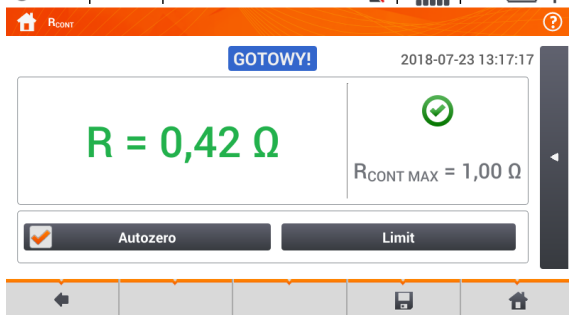 RCONT
GOTOWY!
2018-07-23 13:17:17
R = 0,42 Ω
RCONT MAX = 1,00 Ω
Autozero
Limit